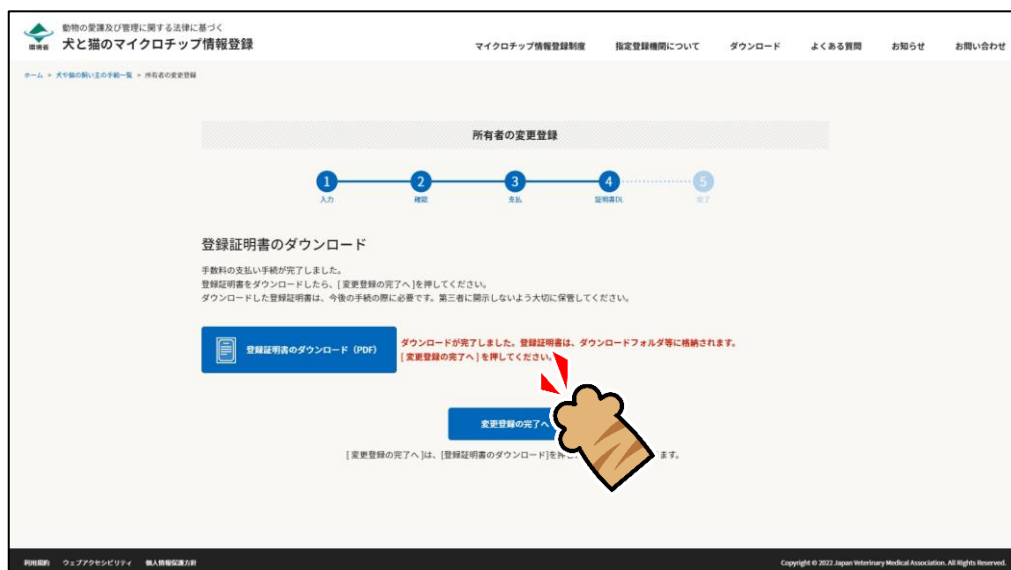 動物の愛護及び管理に関する法律に基づく
環境省 犬と猫のマイクロチップ情報登録
マイクロチップ情報登録制度 指定登録機関について ダウンロード よくある質問 お知らせ お問い合わせ
ホーム > 犬や猫の飼い主の手続一覧 > 所有者の変更登録
所有者の変更登録
1 2 3 4 5
入力 確認 支払 証明書DL 完了
登録証明書のダウンロード
手数料の支払い手続が完了しました。
登録証明書をダウンロードしたら、[変更登録の完了へ]を押してください。
ダウンロードした登録証明書は、今後の手続の際に必要です。第三者に開示しないよう大切に保管してください。
登録証明書のダウンロード（PDF）
ダウンロードが完了しました。登録証明書は、ダウンロードフォルダ等に格納されます。
[変更登録の完了へ]を押してください。
変更登録の完了へ
[変更登録の完了へ]は、[登録証明書のダウンロード]を押 ます。
利用規約 ウェブアクセシビリティ 個人情報保護方針
Copyright © 2022 Japan Veterinary Medical Association. All Rights Reserved.